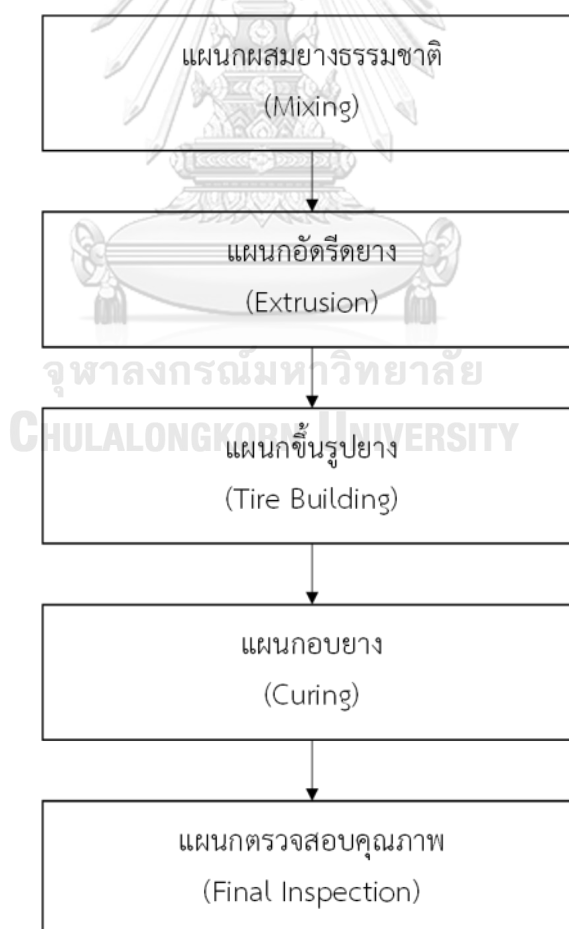 แผนกผสมยางธรรมชาติ
(Mixing)
แผนกอัดรีดยาง
(Extrusion)
จุฬาลงกรณ์มหาวิทยาลัย
CHULALONGKORN UNIVERSITY
แผนกขึ้นรูปยาง
(Tire Building)
แผนกอบยาง
(Curing)
แผนกตรวจสอบคุณภาพ
(Final Inspection)